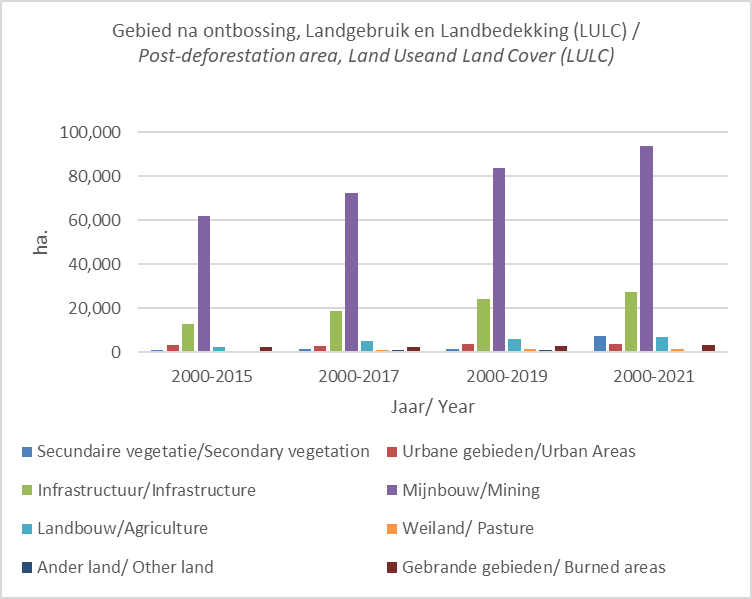 Gebied na ontbossing, Landgebruik en Landbedekking (LULC) /
Post-deforestation area, Land Useand Land Cover (LULC)
100,000
80,000
60,000
40,000
20,000
0
ha.
2000-2015
2000-2017
2000-2019
2000-2021
Jaar/ Year
Secundaire vegetatie/Secondary vegetation
Urbane gebieden/Urban Areas
Infrastructuur/Infrastructure
Mijnbouw/Mining
Landbouw/Agriculture
Weiland/ Pasture
Ander land/ Other land
Gebrande gebieden/ Burned areas